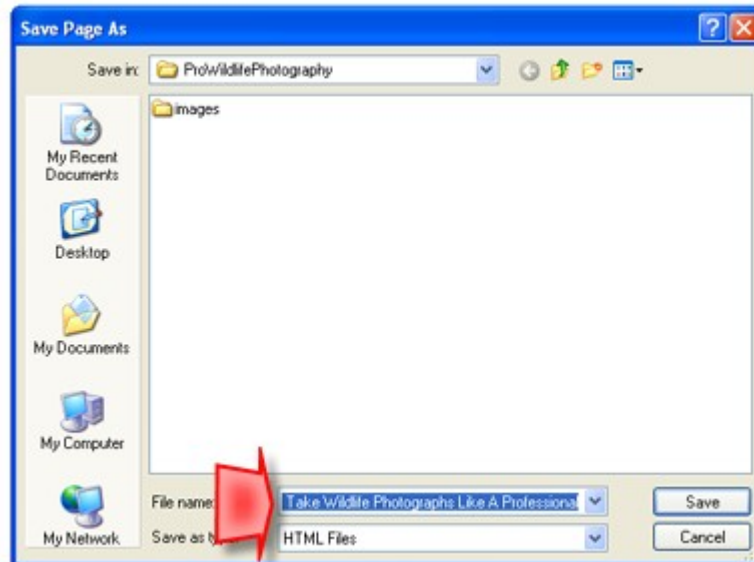 Save Page As
Save in: ProWildlifePhotography
images
My Recent
Documents
Desktop
My Documents
My Computer
My Network
File name: Take Wildlife Photographs Like A Professional
Save
Save as HTML Files
Cancel